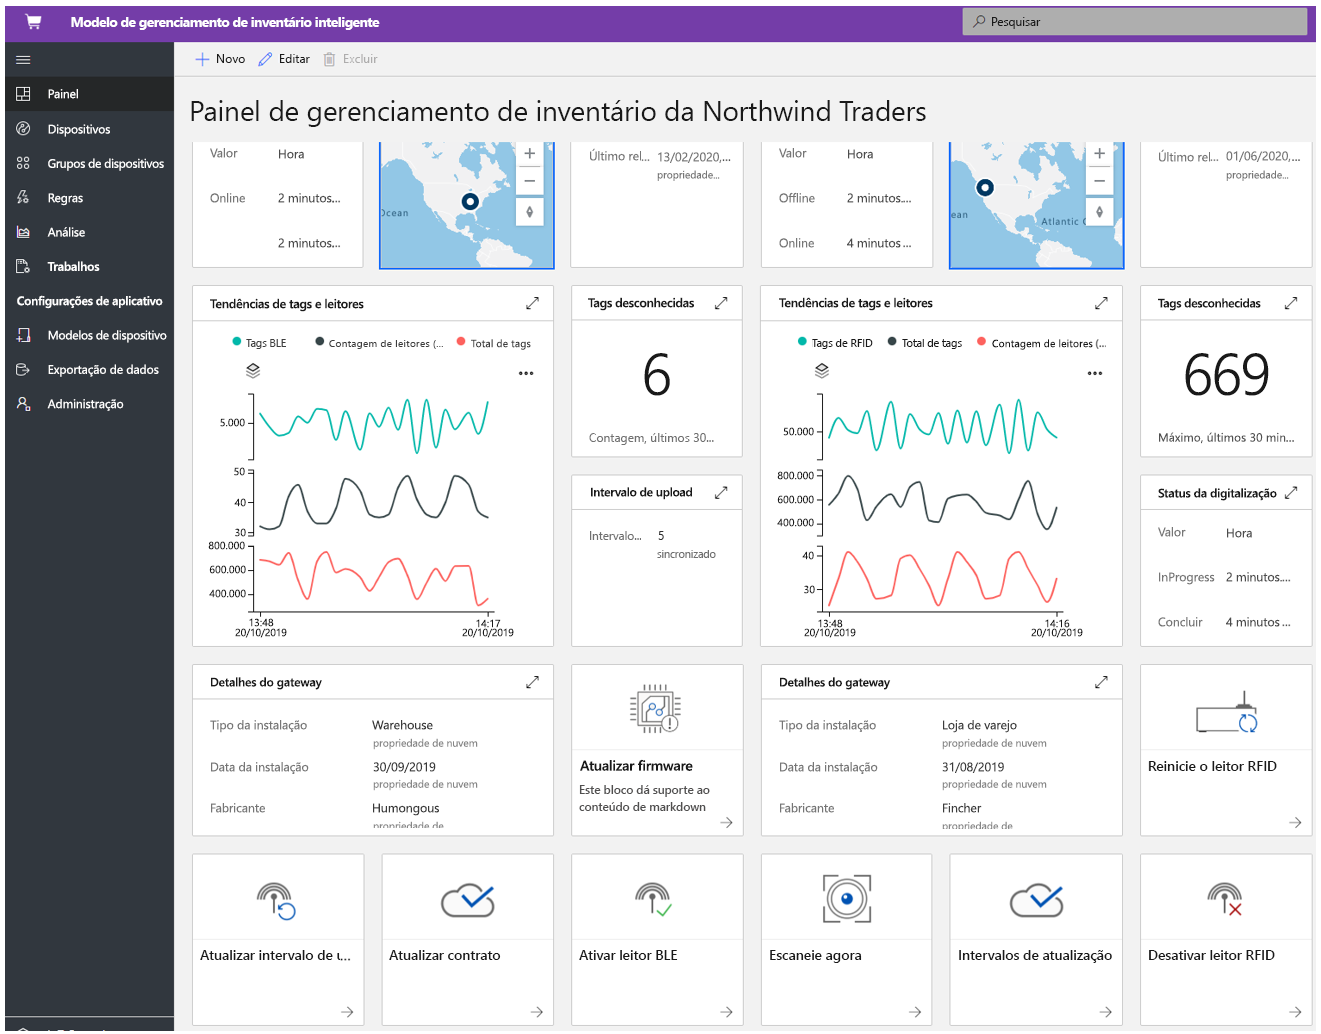 Modelo de gerenciamento de inventário inteligente
Pesquisar
Novo
Editar
Excluir
Painel
Dispositivos
Grupos de dispositivos
Regras
Análise
Trabalhos
Configurações de aplicativo
Modelos de dispositivo
Exportação de dados
Administração
Painel de gerenciamento de inventário da Northwind Traders
Valor Hora
Online 2 minutos...
2 minutos...
Ocean
Último rel... 13/02/2020,...
propriedade...
Valor Hora
Offline 2 minutos...
Online 4 minutos ...
ean
Atlantic
Último rel... 01/06/2020,...
propriedade...
Tendências de tags e leitores
Tags BLE Contagem de leitores (... Total de tags
5.000
50
40
30
800.000
600.000
400.000
13:48 14:17
20/10/2019 20/10/2019
Tags desconhecidas
6
Contagem, últimos 30...
Intervalo de upload
Intervalo... 5
sincronizado
Tendências de tags e leitores
Tags de RFID Total de tags Contagem de leitores (...
50.000
800.000
600.000
400.000
40
30
13:48 14:16
20/10/2019 20/10/2019
Tags desconhecidas
669
Máximo, últimos 30 min...
Status da digitalização
Valor Hora
InProgress 2 minutos....
Concluir 4 minutos ...
Detalhes do gateway
Tipo da instalação Warehouse
propriedade de nuvem
Data da instalação 30/09/2019
propriedade de nuvem
Fabricante Humongous
propriedade de
Atualizar firmware
Este bloco dá suporte ao
conteúdo de markdown
Detalhes do gateway
Tipo da instalação Loja de varejo
propriedade de nuvem
Data da instalação 31/08/2019
propriedade de nuvem
Fabricante Fincher
propriedade de
Reinicie o leitor RFID
Atualizar intervalo de u...
Atualizar contrato
Ativar leitor BLE
Escaneie agora
Intervalos de atualização
Desativar leitor RFID